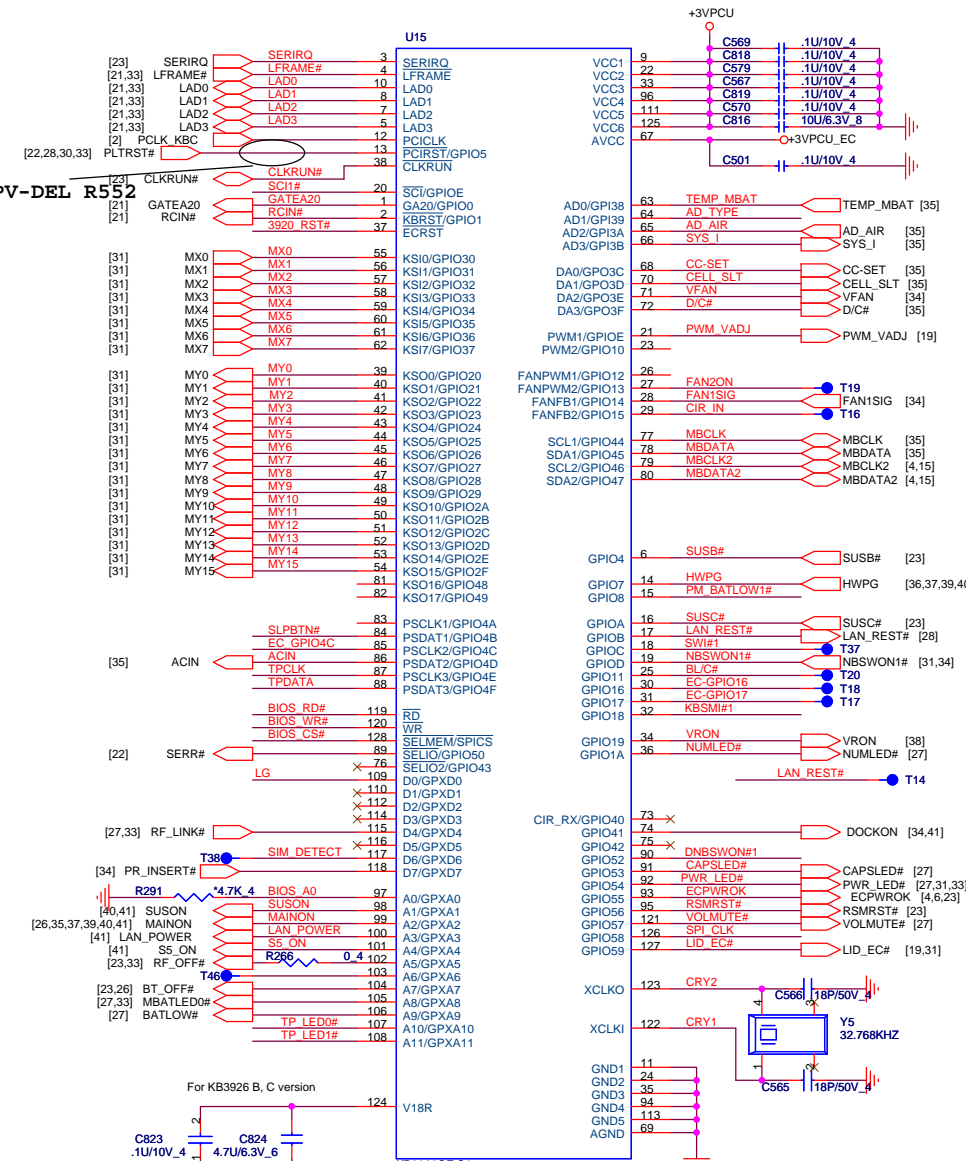 +3VPCU
U15
C569 .1U/10V_4
C818 .1U/10V_4
C579 .1U/10V_4
C567 .1U/10V_4
C819 .1U/10V_4
C570 .1U/10V_4
C816 10U/6.3V_8
+3VPCU_EC
C501 .1U/10V_4
[23] SERIRQ SERIRQ 3 SERIRQ
[21,33] LFRAME# LFRAME# 4 LFRAME
[21,33] LAD0 LAD0 10 LAD0
[21,33] LAD1 LAD1 8 LAD1
[21,33] LAD2 LAD2 7 LAD2
[21,33] LAD3 LAD3 5 LAD3
[2] PCLK_KBC 12 PCICLK
[22,28,30,33] PLTRST# 13 PCIRST/GPIO5
[23] CLKRUN# CLKRUN# 38 CLKRUN
PV-DEL R552
SCI1# 20 SCI/GPIOE
[21] GATEA20 GATEA20 1 GA20/GPIO0
[21] RCIN# RCIN# 2 KBRST/GPIO1
3920_RST# 37 ECRST
[31] MX0 MX0 55 KSI0/GPIO30
[31] MX1 MX1 56 KSI1/GPIO31
[31] MX2 MX2 57 KSI2/GPIO32
[31] MX3 MX3 58 KSI3/GPIO33
[31] MX4 MX4 59 KSI4/GPIO34
[31] MX5 MX5 60 KSI5/GPIO35
[31] MX6 MX6 61 KSI6/GPIO36
[31] MX7 MX7 62 KSI7/GPIO37
[31] MY0 MY0 39 KSO0/GPIO20
[31] MY1 MY1 40 KSO1/GPIO21
[31] MY2 MY2 41 KSO2/GPIO22
[31] MY3 MY3 42 KSO3/GPIO23
[31] MY4 MY4 43 KSO4/GPIO24
[31] MY5 MY5 44 KSO5/GPIO25
[31] MY6 MY6 45 KSO6/GPIO26
[31] MY7 MY7 46 KSO7/GPIO27
[31] MY8 MY8 47 KSO8/GPIO28
[31] MY9 MY9 48 KSO9/GPIO29
[31] MY10 MY10 49 KSO10/GPIO2A
[31] MY11 MY11 50 KSO11/GPIO2B
[31] MY12 MY12 51 KSO12/GPIO2C
[31] MY13 MY13 52 KSO13/GPIO2D
[31] MY14 MY14 53 KSO14/GPIO2E
[31] MY15 MY15 54 KSO15/GPIO2F
81 KSO16/GPIO48
82 KSO17/GPIO49
83 PSCLK1/GPIO4A
SLPBTN# 84 PSDAT1/GPIO4B
EC_GPIO4C 85 PSCLK2/GPIO4C
[35] ACIN ACIN 86 PSDAT2/GPIO4D
TPCLK 87 PSCLK3/GPIO4E
TPDATA 88 PSDAT3/GPIO4F
BIOS_RD# 119 RD
BIOS_WR# 120 WR
BIOS_CS# 128 SELMEM/SPICS
[22] SERR# 89 SELIO/GPIO50
76 SELIO2/GPIO43
LG 109 D0/GPXD0
110 D1/GPXD1
112 D2/GPXD2
114 D3/GPXD3
[27,33] RF_LINK# 115 D4/GPXD4
116 D5/GPXD5
T38 SIM_DETECT 117 D6/GPXD6
[34] PR_INSERT# 118 D7/GPXD7
R291 *4.7K_4 BIOS_A0 97 A0/GPXA0
[40,41] SUSON SUSON 98 A1/GPXA1
[26,35,37,39,40,41] MAINON MAINON 99 A2/GPXA2
[41] LAN_POWER LAN_POWER 100 A3/GPXA3
[41] S5_ON S5_ON 101 A4/GPXA4
[23,33] RF_OFF# R266 0_4 102 A5/GPXA5
T46 103 A6/GPXA6
[23,26] BT_OFF# 104 A7/GPXA7
[27,33] MBATLED0# 105 A8/GPXA8
[27] BATLOW# 106 A9/GPXA9
TP_LED0# 107 A10/GPXA10
TP_LED1# 108 A11/GPXA11
For KB3926 B, C version
124 V18R
2
C823 .1U/10V_4
1
C824 4.7U/6.3V_6
VCC1 9
VCC2 22
VCC3 33
VCC4 96
VCC5 111
VCC6 125
AVCC 67
AD0/GPI38 63 TEMP_MBAT TEMP_MBAT [35]
AD1/GPI39 64 AD_TYPE
AD2/GPI3A 65 AD_AIR AD_AIR [35]
AD3/GPI3B 66 SYS_I SYS_I [35]
DA0/GPO3C 68 CC-SET CC-SET [35]
DA1/GPO3D 70 CELL_SLT CELL_SLT [35]
DA2/GPO3E 71 VFAN VFAN [34]
DA3/GPO3F 72 D/C# D/C# [35]
PWM1/GPIOE 21 PWM_VADJ PWM_VADJ [19]
PWM2/GPIO10 23
FANPWM1/GPIO12 26
FANPWM2/GPIO13 27 FAN2ON T19
FANFB1/GPIO14 28 FAN1SIG FAN1SIG [34]
FANFB2/GPIO15 29 CIR_IN T16
SCL1/GPIO44 77 MBCLK MBCLK [35]
SDA1/GPIO45 78 MBDATA MBDATA [35]
SCL2/GPIO46 79 MBCLK2 MBCLK2 [4,15]
SDA2/GPIO47 80 MBDATA2 MBDATA2 [4,15]
GPIO4 6 SUSB# SUSB# [23]
GPIO7 14 HWPG HWPG [36,37,39,40
GPIO8 15 PM_BATLOW1#
GPIOA 16 SUSC# SUSC# [23]
GPIOB 17 LAN_REST# LAN_REST# [28]
GPIOC 18 SWI#1 T37
GPIOD 19 NBSWON1# NBSWON1# [31,34]
GPIO11 25 BL/C# T20
GPIO16 30 EC-GPIO16 T18
GPIO17 31 EC-GPIO17 T17
GPIO18 32 KBSMI#1
GPIO19 34 VRON VRON [38]
GPIO1A 36 NUMLED# NUMLED# [27]
LAN_REST# T14
CIR_RX/GPIO40 73
GPIO41 74 DOCKON [34,41]
GPIO42 75
GPIO52 90 DNBSWON#1
GPIO53 91 CAPSLED# CAPSLED# [27]
GPIO54 92 PWR_LED# PWR_LED# [27,31,33]
GPIO55 93 ECPWROK ECPWROK [4,6,23]
GPIO56 95 RSMRST# RSMRST# [23]
GPIO57 121 VOLMUTE# VOLMUTE# [27]
GPIO58 126 SPI_CLK
GPIO59 127 LID_EC# LID_EC# [19,31]
XCLKO 123 CRY2
C566 18P/50V_4
4 3
Y5
32.768KHZ
XCLKI 122 CRY1
1 2
C565 18P/50V_4
GND1 11
GND2 24
GND3 35
GND4 94
GND5 113
AGND 69